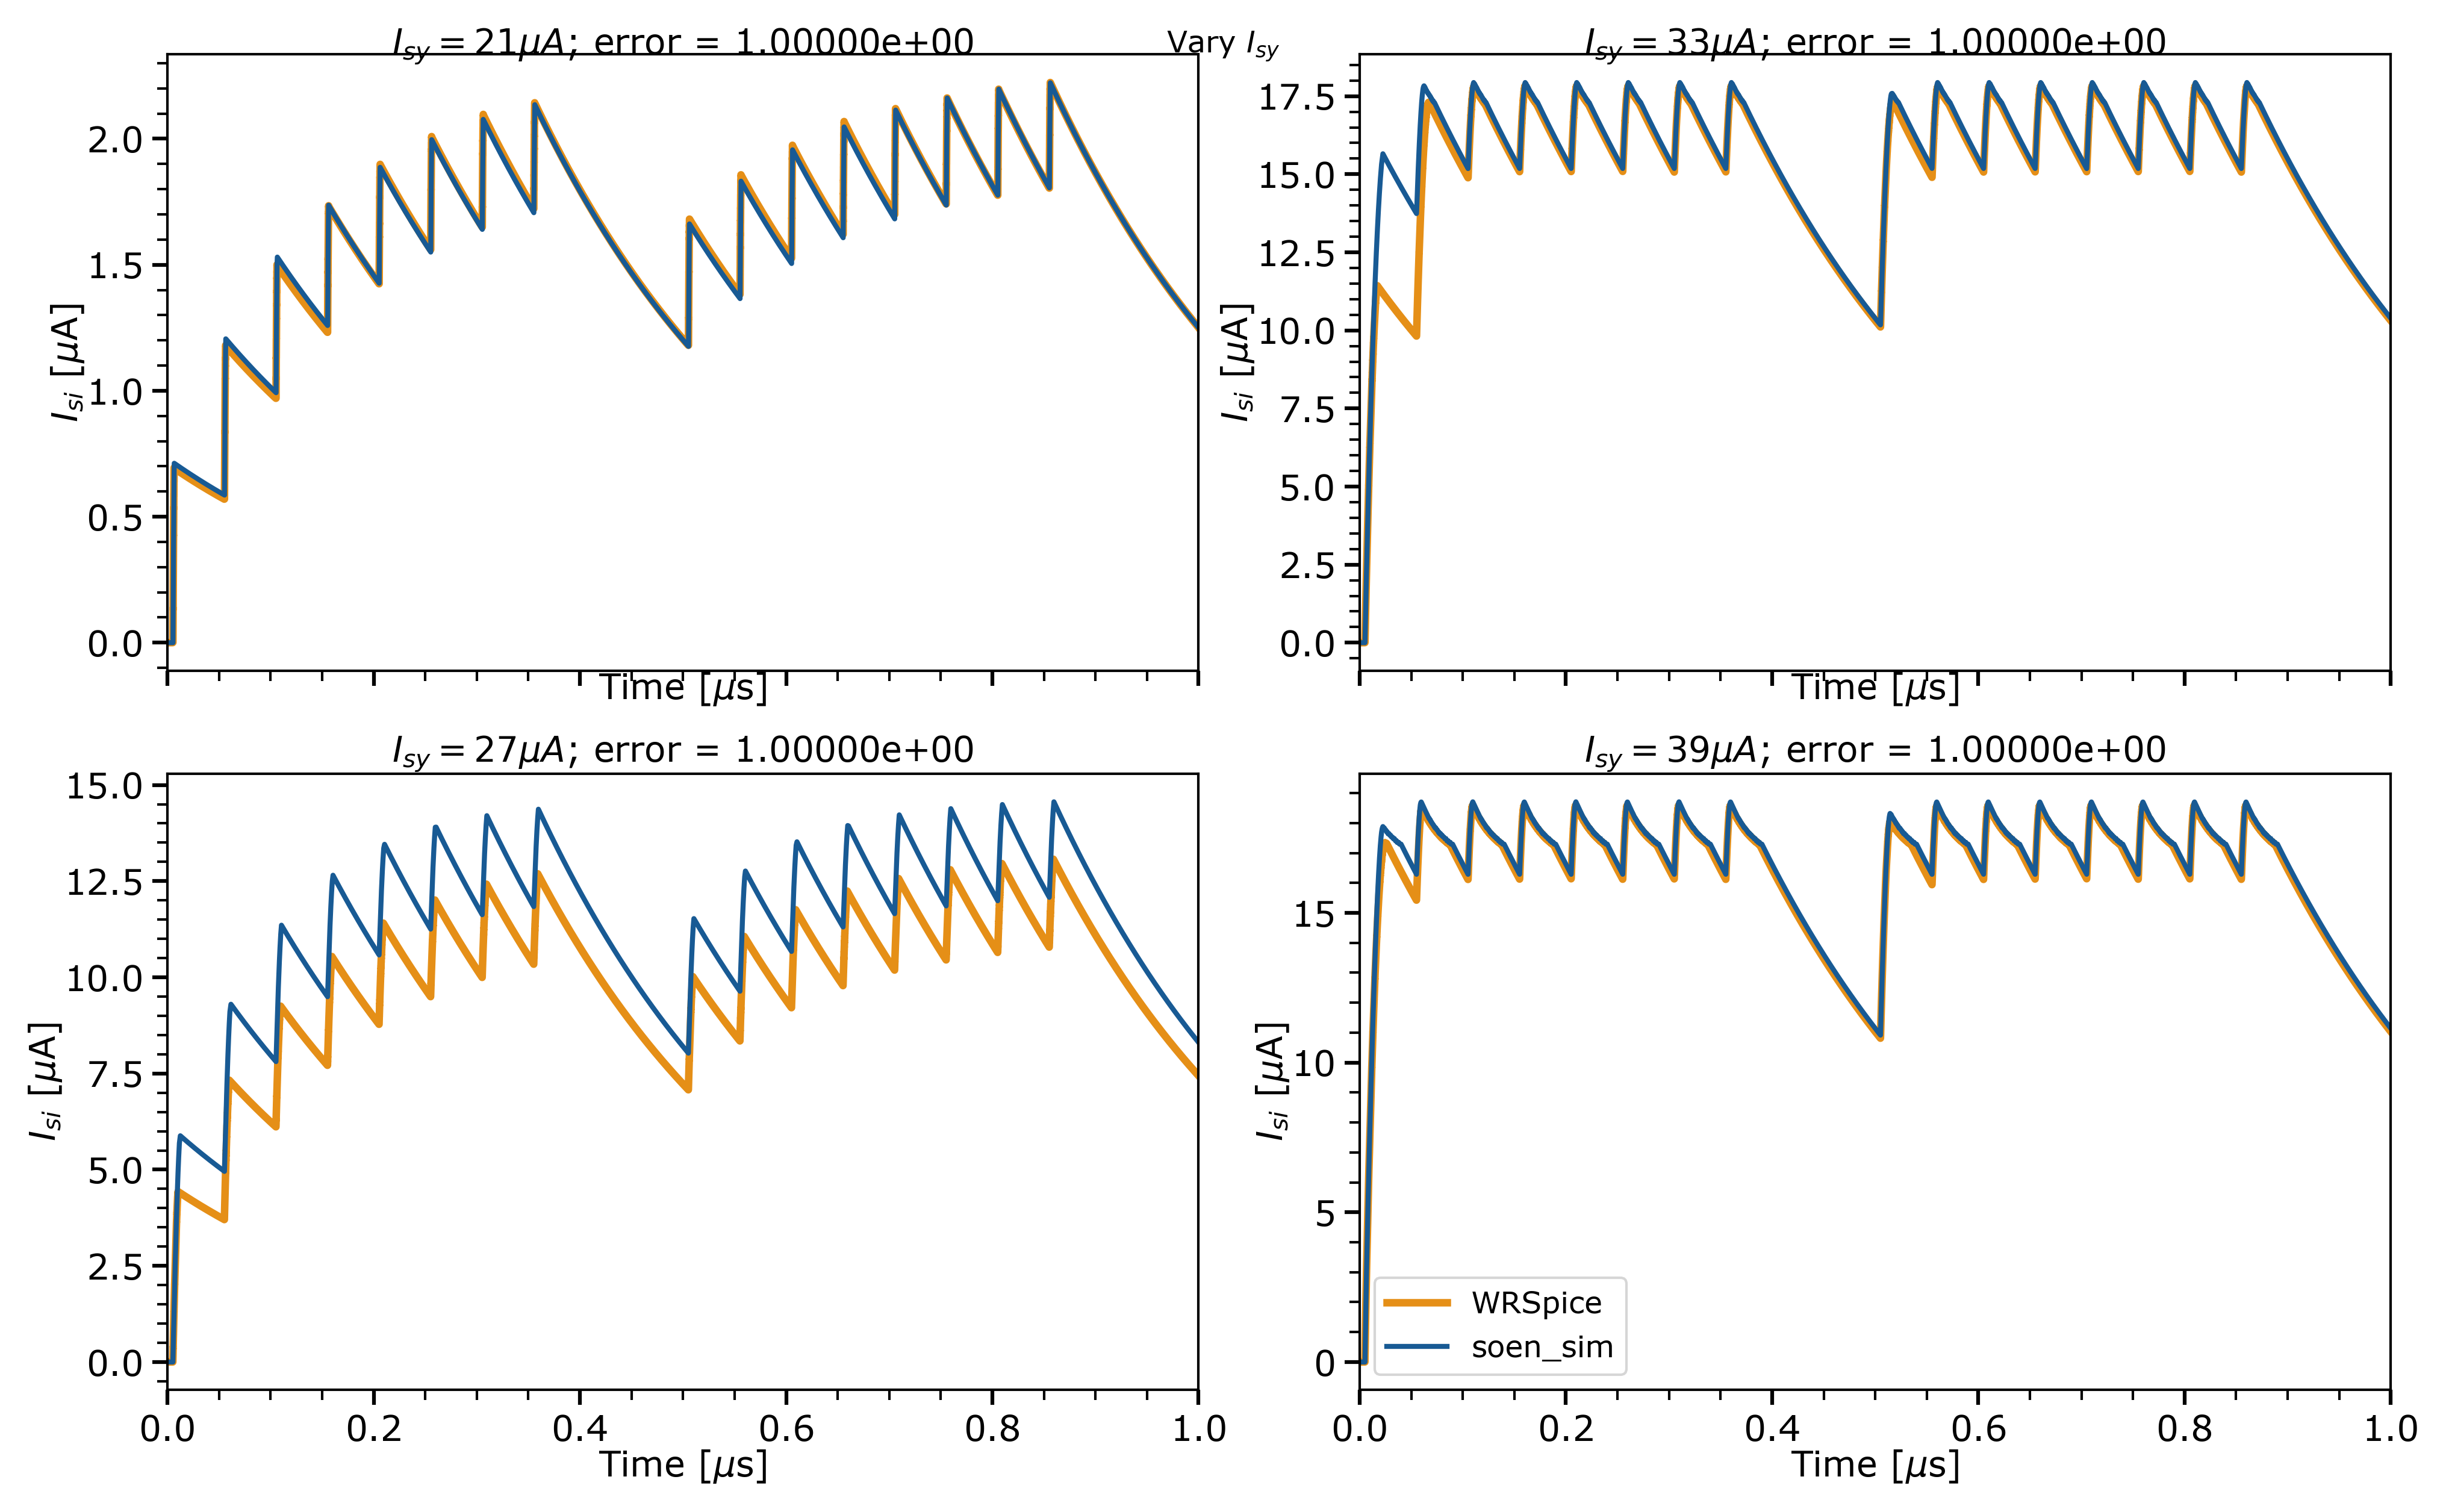 Vary I_sy
I_sy = 21μA; error = 1.00000e+00
I_si [μA]
2.0
1.5
1.0
0.5
0.0
Time [μs]
I_sy = 33μA; error = 1.00000e+00
I_si [μA]
17.5
15.0
12.5
10.0
7.5
5.0
2.5
0.0
Time [μs]
I_sy = 27μA; error = 1.00000e+00
I_si [μA]
15.0
12.5
10.0
7.5
5.0
2.5
0.0
0.0 0.2 0.4 0.6 0.8 1.0
Time [μs]
I_sy = 39μA; error = 1.00000e+00
I_si [μA]
15
10
5
0
WRSpice
soen_sim
0.0 0.2 0.4 0.6 0.8 1.0
Time [μs]